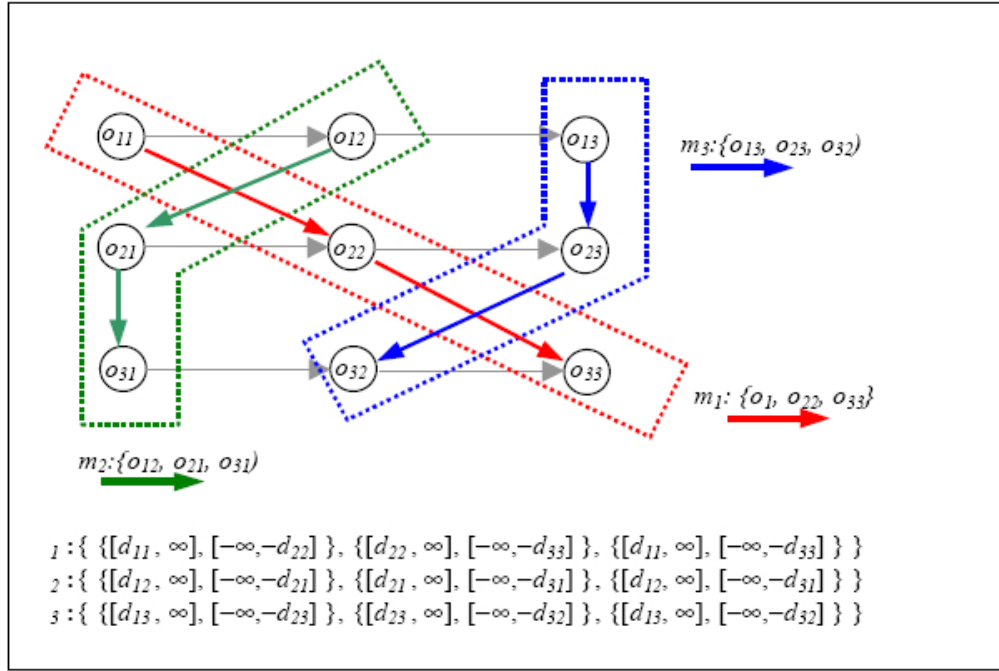 o11 o12 o13
m3:{o13, o23, o32)
o21 o22 o23
o31 o32 o33
m1: {o1, o22, o33}
m2:{o12, o21, o31)
1 :{ {[d11, ∞], [−∞,−d22] }, {[d22, ∞], [−∞,−d33] }, {[d11, ∞], [−∞,−d33] } }
2 :{ {[d12, ∞], [−∞,−d21] }, {[d21, ∞], [−∞,−d31] }, {[d12, ∞], [−∞,−d31] } }
3 :{ {[d13, ∞], [−∞,−d23] }, {[d23, ∞], [−∞,−d32] }, {[d13, ∞], [−∞,−d32] } }